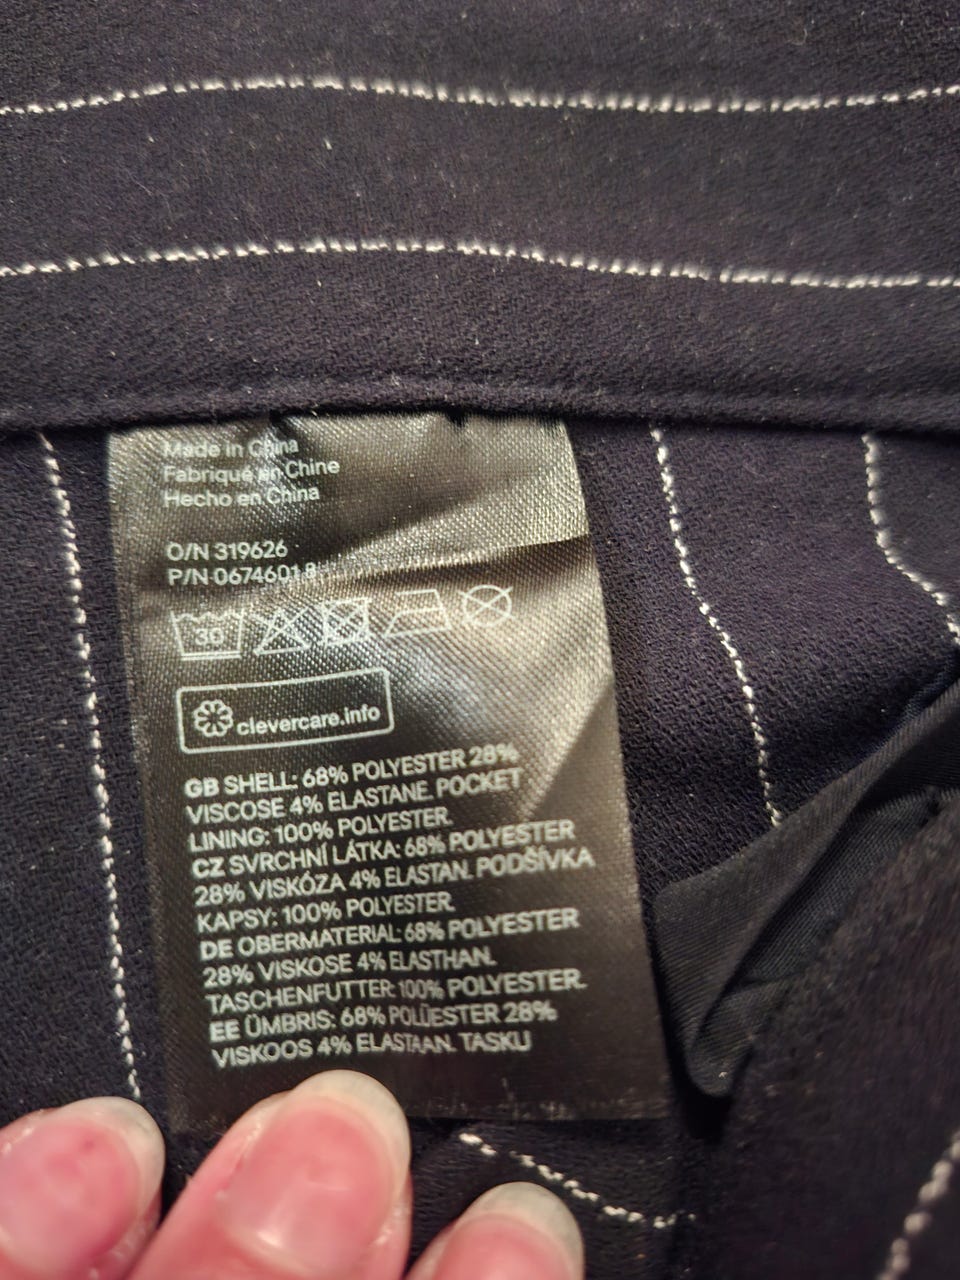 Made in China
Fabriqué en Chine
Hecho en China
O/N 319626
P/N 0674601.8
30
clevercare.info
GB SHELL: 68% POLYESTER 28%
VISCOSE 4% ELASTANE. POCKET
LINING: 100% POLYESTER.
CZ SVRCHNÍ LÁTKA: 68% POLYESTER
28% VISKÓZA 4% ELASTAN. PODŠÍVKA
KAPSY: 100% POLYESTER.
DE OBERMATERIAL: 68% POLYESTER
28% VISKOSE 4% ELASTHAN.
TASCHENFUTTER: 100% POLYESTER.
EE ÜMBRIS: 68% POLÜESTER 28%
VISKOOS 4% ELASTAAN. TASKU